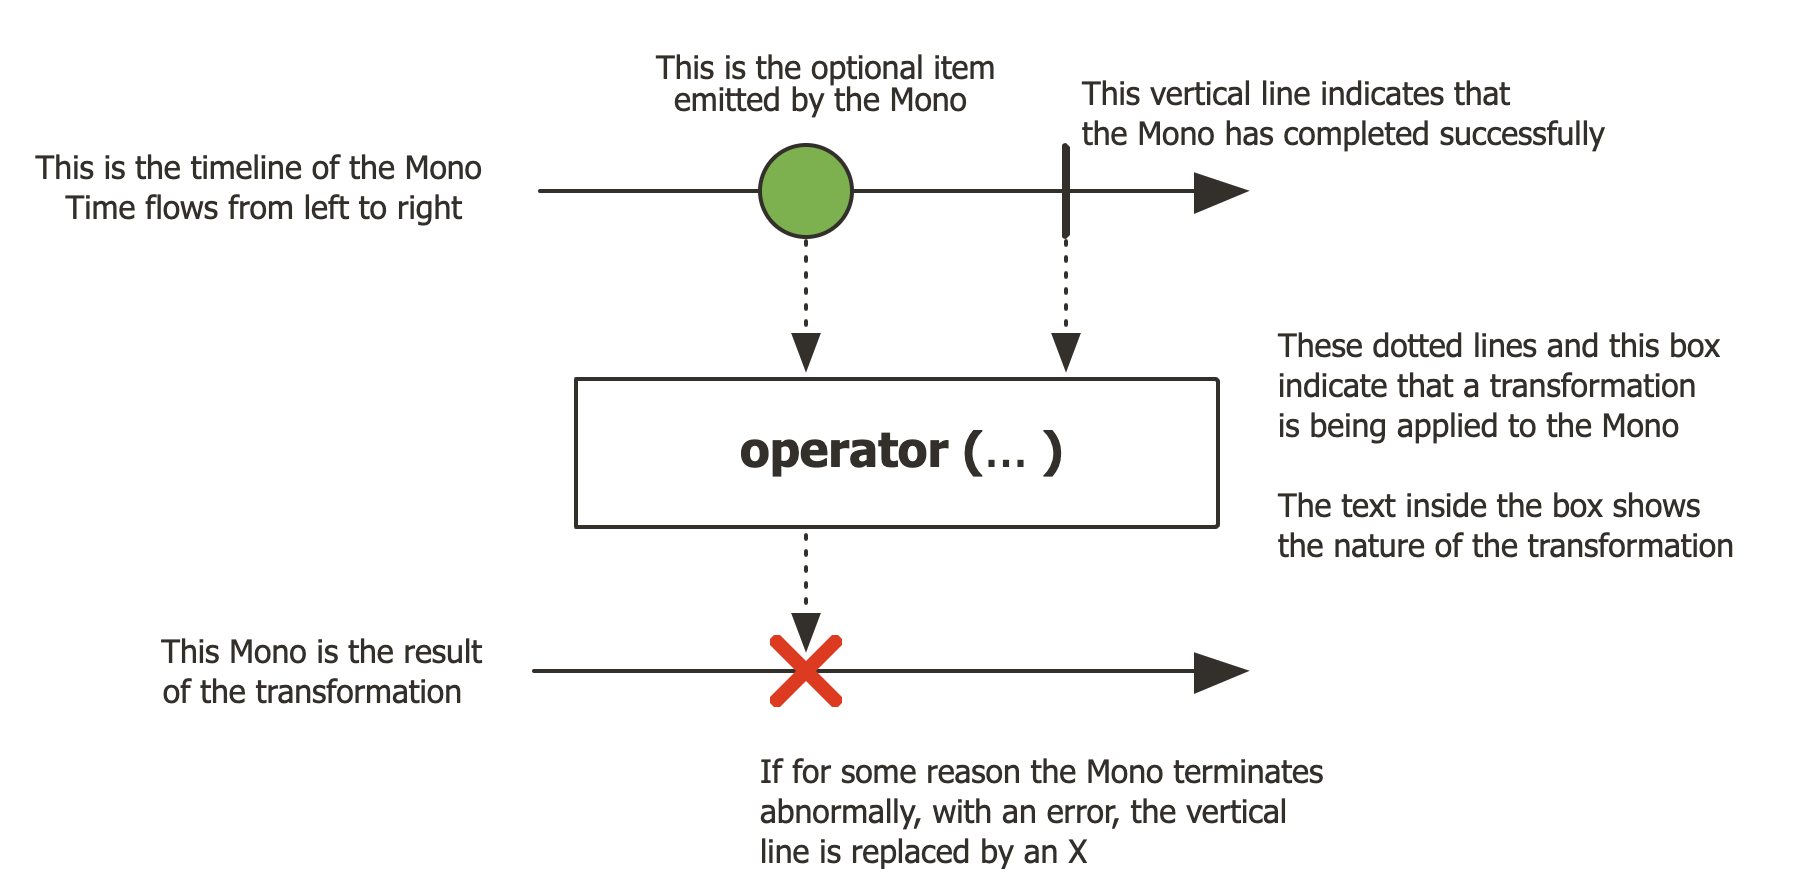 This is the optional item
emitted by the Mono
This vertical line indicates that
the Mono has completed successfully
This is the timeline of the Mono
Time flows from left to right
These dotted lines and this box
indicate that a transformation
is being applied to the Mono
operator (... )
The text inside the box shows
the nature of the transformation
This Mono is the result
of the transformation
If for some reason the Mono terminates
abnormally, with an error, the vertical
line is replaced by an X